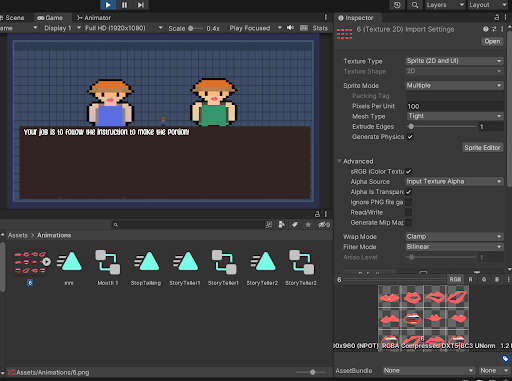 Scene Game Animator
ame Display 1 Full HD (1920x1080) Scale 0.4x Play Focused Stats
Your job is to follow the instruction to make the Portion!
Assets > Animations
6 mm Mouth 1 StopTalking StoryTeller1 StoryTeller1 StoryTeller2 StoryTeller2
Assets/Animations/6.png
Layers Layout
Inspector
6 (Texture 2D) Import Settings
Open
Texture Type Sprite (2D and UI)
Texture Shape 2D
Sprite Mode Multiple
Packing Tag
Pixels Per Unit 100
Mesh Type Tight
Extrude Edges 1
Generate Physics
Sprite Editor
Advanced
sRGB (Color Textu
Alpha Source Input Texture Alpha
Alpha Is Transpare
Ignore PNG file ga
Read/Write
Generate Mip Map
Wrap Mode Clamp
Filter Mode Bilinear
Aniso Level 1
6 RGB R G B
6
x960 (NPOT) RGBA Compressed DXT5|BC3 UNorm 1.2
AssetBundle None None